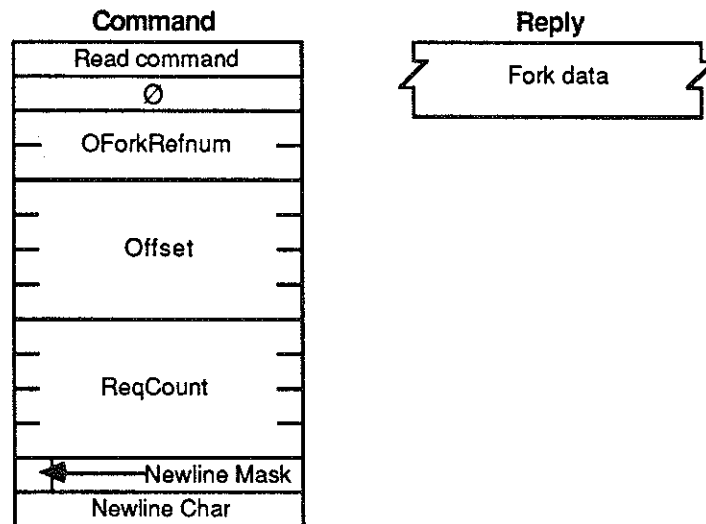 Command
Read command
Ø
OForkRefnum
Offset
ReqCount
Newline Mask
Newline Char
Reply
Fork data